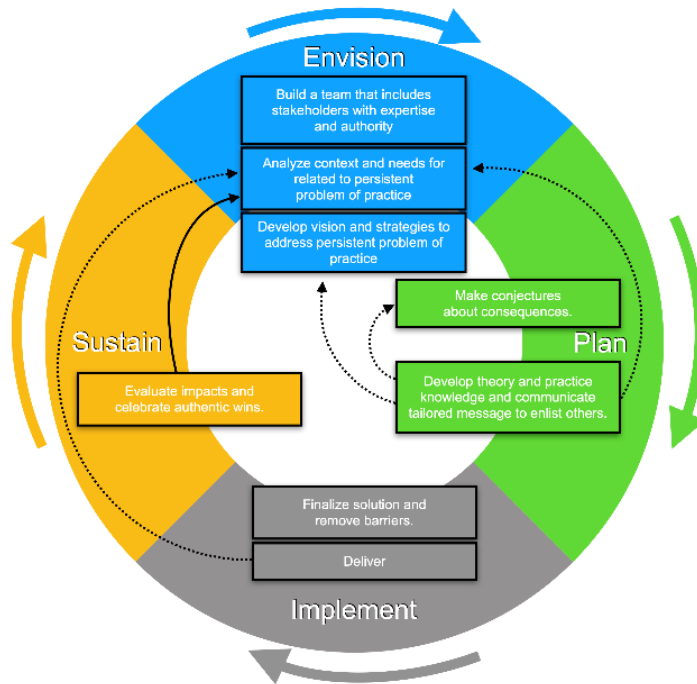 Envision
Build a team that includes
stakeholders with expertise
and authority
Analyze context and needs for
related to persistent problem
of practice
Develop vision and strategies to
address persistent problem of
practice
Make conjectures
about consequences.
Plan
Develop theory and practice
knowledge and communicate
tailored message to enlist others.
Sustain
Evaluate impacts and
celebrate authentic wins.
Finalize solution and
remove barriers.
Deliver
Implement